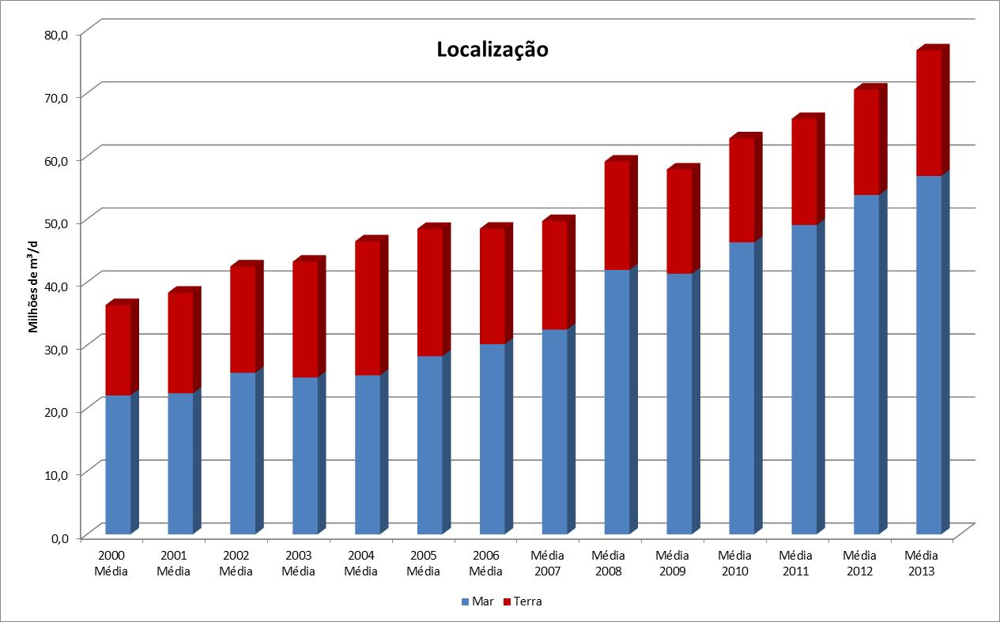 Localização
Milhões de m³/d
80,0
70,0
60,0
50,0
40,0
30,0
20,0
10,0
0,0
2000 Média
2001 Média
2002 Média
2003 Média
2004 Média
2005 Média
2006 Média
Média 2007
Média 2008
Média 2009
Média 2010
Média 2011
Média 2012
Média 2013
Mar Terra